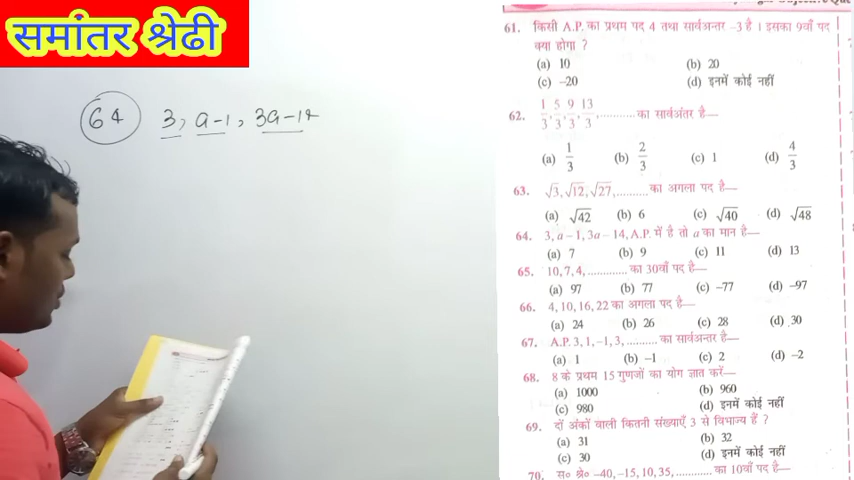 समांतर श्रेढी
64 3, a-1, 3a-14
61. किसी A.P. का प्रथम पद 4 तथा सार्वअन्तर –3 है । इसका 9वाँ पद
क्या होगा ?
(a) 10 (b) 20
(c) –20 (d) इनमें कोई नहीं
62. 1/3, 5/3, 9/3, 13/3, .......... का सार्वअंतर है—
(a) 1/3 (b) 2/3 (c) 1 (d) 4/3
63. √3, √12, √27, ........ का अगला पद है—
(a) √42 (b) 6 (c) √40 (d) √48
64. 3, a – 1, 3a – 14, A.P. में है तो a का मान है—
(a) 7 (b) 9 (c) 11 (d) 13
65. 10, 7, 4, ............. का 30वाँ पद है—
(a) 97 (b) 77 (c) –77 (d) –97
66. 4, 10, 16, 22 का अगला पद है—
(a) 24 (b) 26 (c) 28 (d) 30
67. A.P. 3, 1, –1, 3, .......... का सार्वअन्तर है—
(a) 1 (b) –1 (c) 2 (d) –2
68. 8 के प्रथम 15 गुणजों का योग ज्ञात करें—
(a) 1000 (b) 960
(c) 980 (d) इनमें कोई नहीं
69. दों अंकों वाली कितनी संख्याएँ 3 से विभाज्य हैं ?
(a) 31 (b) 32
(c) 30 (d) इनमें कोई नहीं
70. स० श्रे० –40, –15, 10, 35, ............ का 10वाँ पद है—